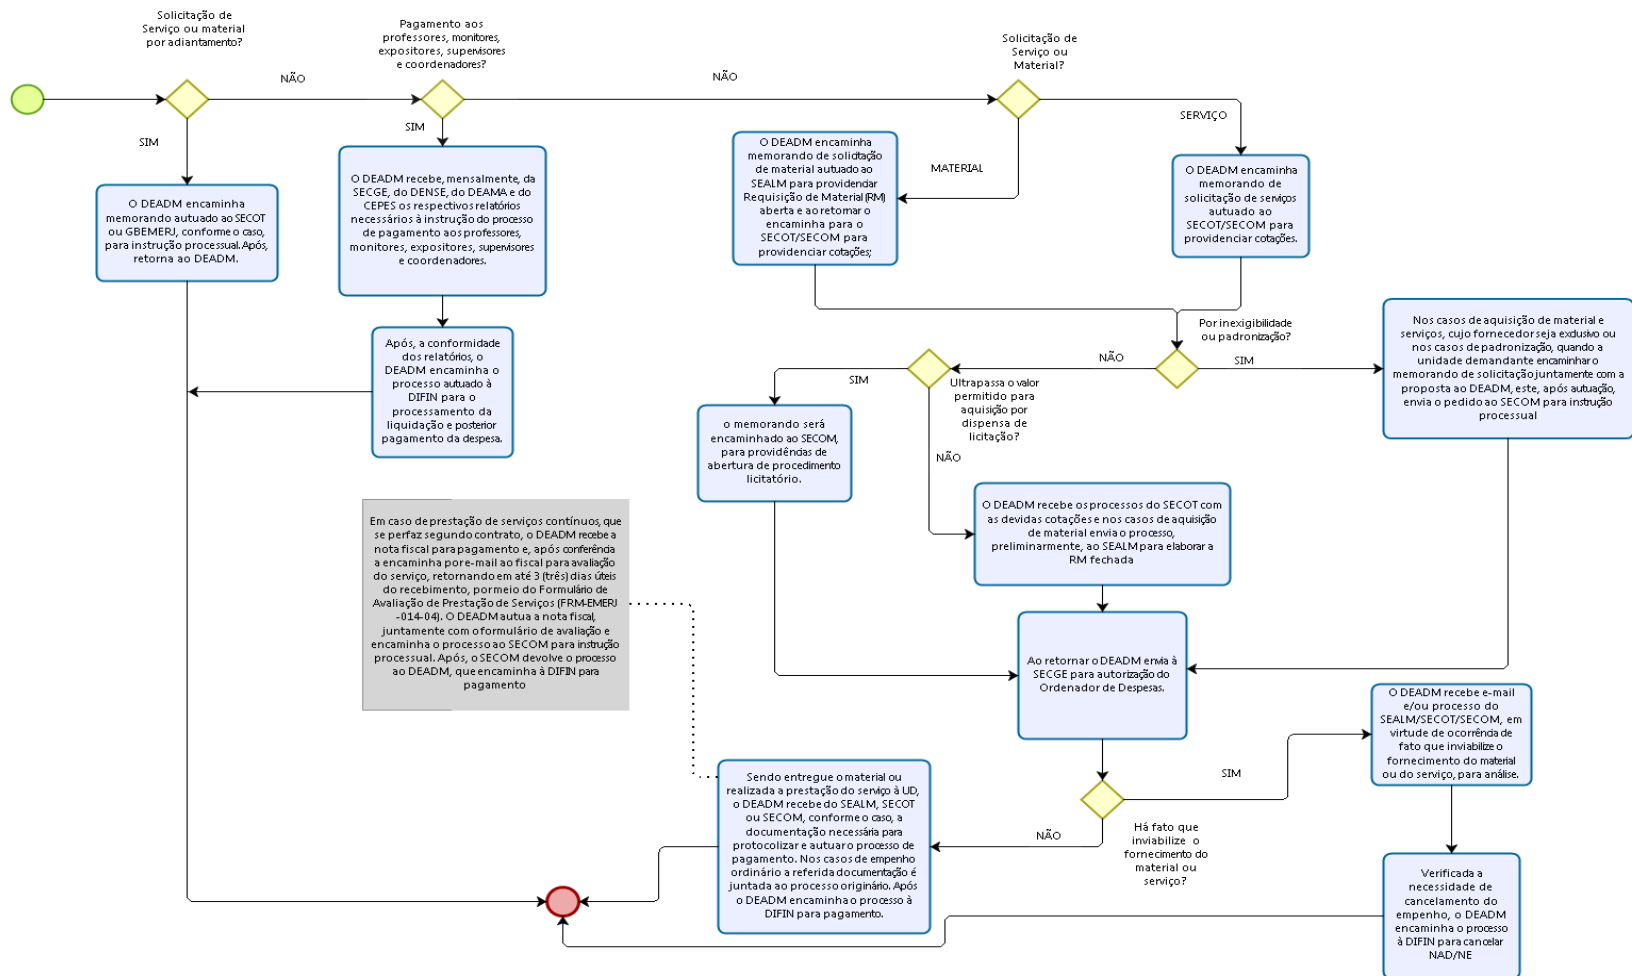 Solicitação de
Serviço ou material
por adiantamento?
Pagamento aos
professores, monitores,
expositores, supervisores
e coordenadores?
Solicitação de
Serviço ou
Material?
NÃO
NÃO
SIM
SIM
SERVIÇO
MATERIAL
O DEADM encaminha
memorando autuado ao SECOT
ou GBEMERJ, conforme o caso,
para instrução processual. Após,
retorna ao DEADM.
O DEADM recebe, mensalmente, da
SECGE, do DENSE, do DEAMA e do
CEPES os respectivos relatórios
necessários à instrução do processo
de pagamento aos professores,
monitores, expositores, supervisores
e coordenadores.
O DEADM encaminha
memorando de solicitação
de material autuado ao
SEALM para providenciar
Requisição de Material (RM)
aberta e ao retornar o
encaminha para o
SECOT/SECOM para
providenciar cotações;
O DEADM encaminha
memorando de
solicitação de serviços
autuado ao
SECOT/SECOM para
providenciar cotações.
Após, a conformidade
dos relatórios, o
DEADM encaminha o
processo autuado à
DIFIN para o
processamento da
liquidação e posterior
pagamento da despesa.
Por inexigibilidade
ou padronização?
NÃO
SIM
Nos casos de aquisição de material e
serviços, cujo fornecedor seja exclusivo ou
nos casos de padronização, quando a
unidade demandante encaminhar o
memorando de solicitação juntamente com a
proposta ao DEADM, este, após autuação,
envia o pedido ao SECOM para instrução
processual
Ultrapassa o valor
permitido para
aquisição por
dispensa de
licitação?
SIM
NÃO
o memorando será
encaminhado ao SECOM,
para providências de
abertura de procedimento
licitatório.
O DEADM recebe os processos do SECOT com
as devidas cotações e nos casos de aquisição
de material envia o processo,
preliminarmente, ao SEALM para elaborar a
RM fechada
Em caso de prestação de serviços contínuos, que
se perfaz segundo contrato, o DEADM recebe a
nota fiscal para pagamento e, após conferência
a encaminha por e-mail ao fiscal para avaliação
do serviço, retornando em até 3 (três) dias úteis
do recebimento, por meio do Formulário de
Avaliação de Prestação de Serviços (FRM-EMERJ
-014-04). O DEADM autua a nota fiscal,
juntamente com o formulário de avaliação e
encaminha o processo ao SECOM para instrução
processual. Após, o SECOM devolve o processo
ao DEADM, que encaminha à DIFIN para
pagamento
Ao retornar o DEADM envia à
SECGE para autorização do
Ordenador de Despesas.
O DEADM recebe e-mail
e/ou processo do
SEALM/SECOT/SECOM, em
virtude de ocorrência de
fato que inviabilize o
fornecimento do material
ou do serviço, para análise.
SIM
NÃO
Há fato que
inviabilize o
fornecimento do
material ou
serviço?
Sendo entregue o material ou
realizada a prestação do serviço à UD,
o DEADM recebe do SEALM, SECOT
ou SECOM, conforme o caso, a
documentação necessária para
protocolizar e autuar o processo de
pagamento. Nos casos de empenho
ordinário a referida documentação é
juntada ao processo originário. Após
o DEADM encaminha o processo à
DIFIN para pagamento.
Verificada a
necessidade de
cancelamento do
empenho, o DEADM
encaminha o processo
à DIFIN para cancelar
NAD/NE